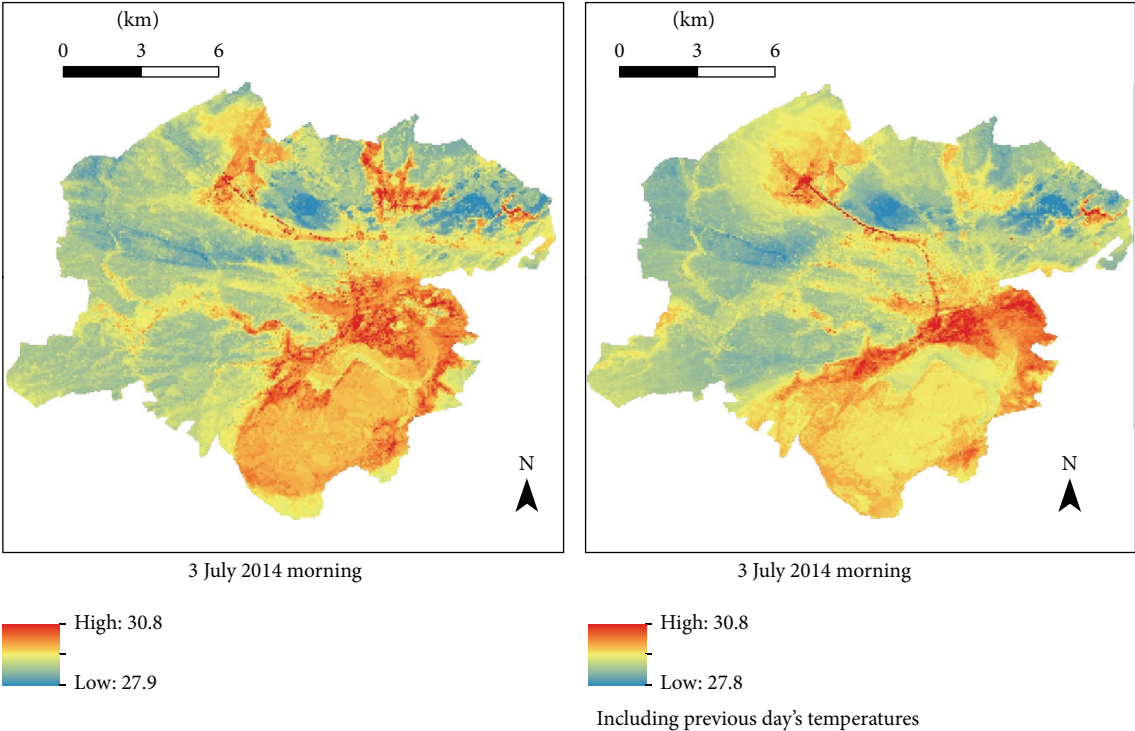 (km)
0 3 6
N
3 July 2014 morning
High: 30.8
Low: 27.9
(km)
0 3 6
N
3 July 2014 morning
High: 30.8
Low: 27.8
Including previous day's temperatures